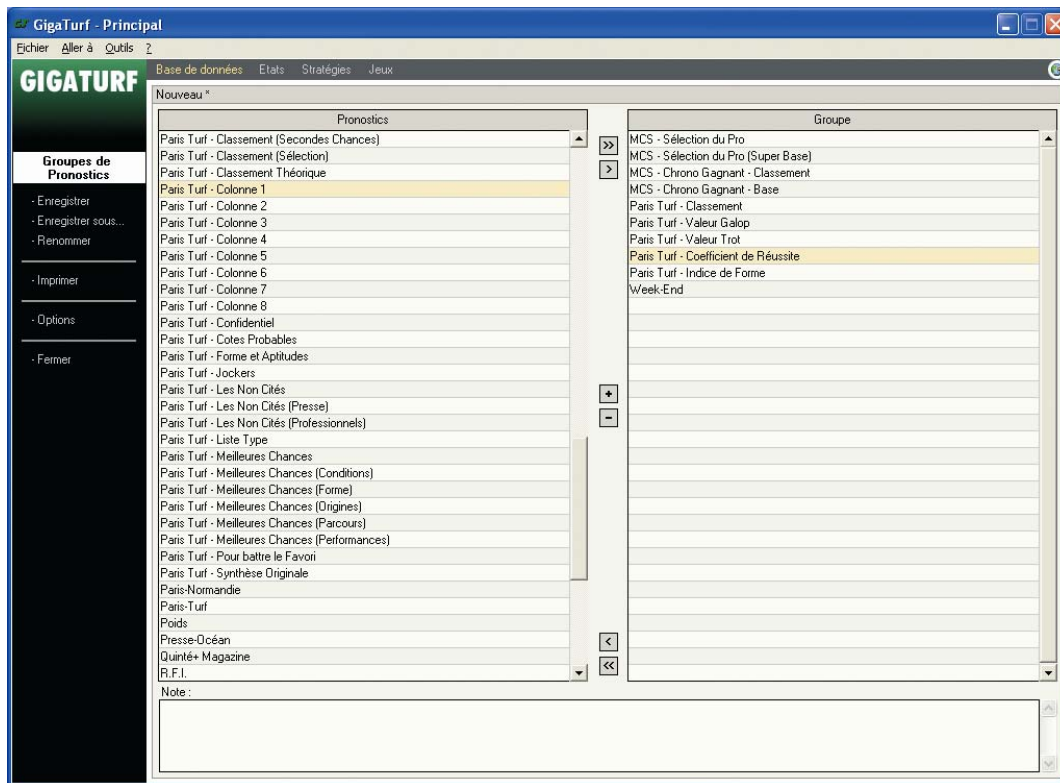 GigaTurf - Principal
Fichier Aller à Outils ?
GIGATURF
Base de données Etats Stratégies Jeux
Nouveau *
Groupes de
Pronostics
- Enregistrer
- Enregistrer sous...
- Renommer
- Imprimer
- Options
- Fermer
Pronostics
Paris Turf - Classement (Secondes Chances)
Paris Turf - Classement (Sélection)
Paris Turf - Classement Théorique
Paris Turf - Colonne 1
Paris Turf - Colonne 2
Paris Turf - Colonne 3
Paris Turf - Colonne 4
Paris Turf - Colonne 5
Paris Turf - Colonne 6
Paris Turf - Colonne 7
Paris Turf - Colonne 8
Paris Turf - Confidentiel
Paris Turf - Cotes Probables
Paris Turf - Forme et Aptitudes
Paris Turf - Jockers
Paris Turf - Les Non Cités
Paris Turf - Les Non Cités (Presse)
Paris Turf - Les Non Cités (Professionnels)
Paris Turf - Liste Type
Paris Turf - Meilleures Chances
Paris Turf - Meilleures Chances (Conditions)
Paris Turf - Meilleures Chances (Forme)
Paris Turf - Meilleures Chances (Origines)
Paris Turf - Meilleures Chances (Parcours)
Paris Turf - Meilleures Chances (Performances)
Paris Turf - Pour battre le Favori
Paris Turf - Synthèse Originale
Paris-Normandie
Paris-Turf
Poids
Presse-Océan
Quinté+ Magazine
R.F.I.
>>
>
+
-
<
<<
Groupe
MCS - Sélection du Pro
MCS - Sélection du Pro (Super Base)
MCS - Chrono Gagnant - Classement
MCS - Chrono Gagnant - Base
Paris Turf - Classement
Paris Turf - Valeur Galop
Paris Turf - Valeur Trot
Paris Turf - Coefficient de Réussite
Paris Turf - Indice de Forme
Week-End
Note :